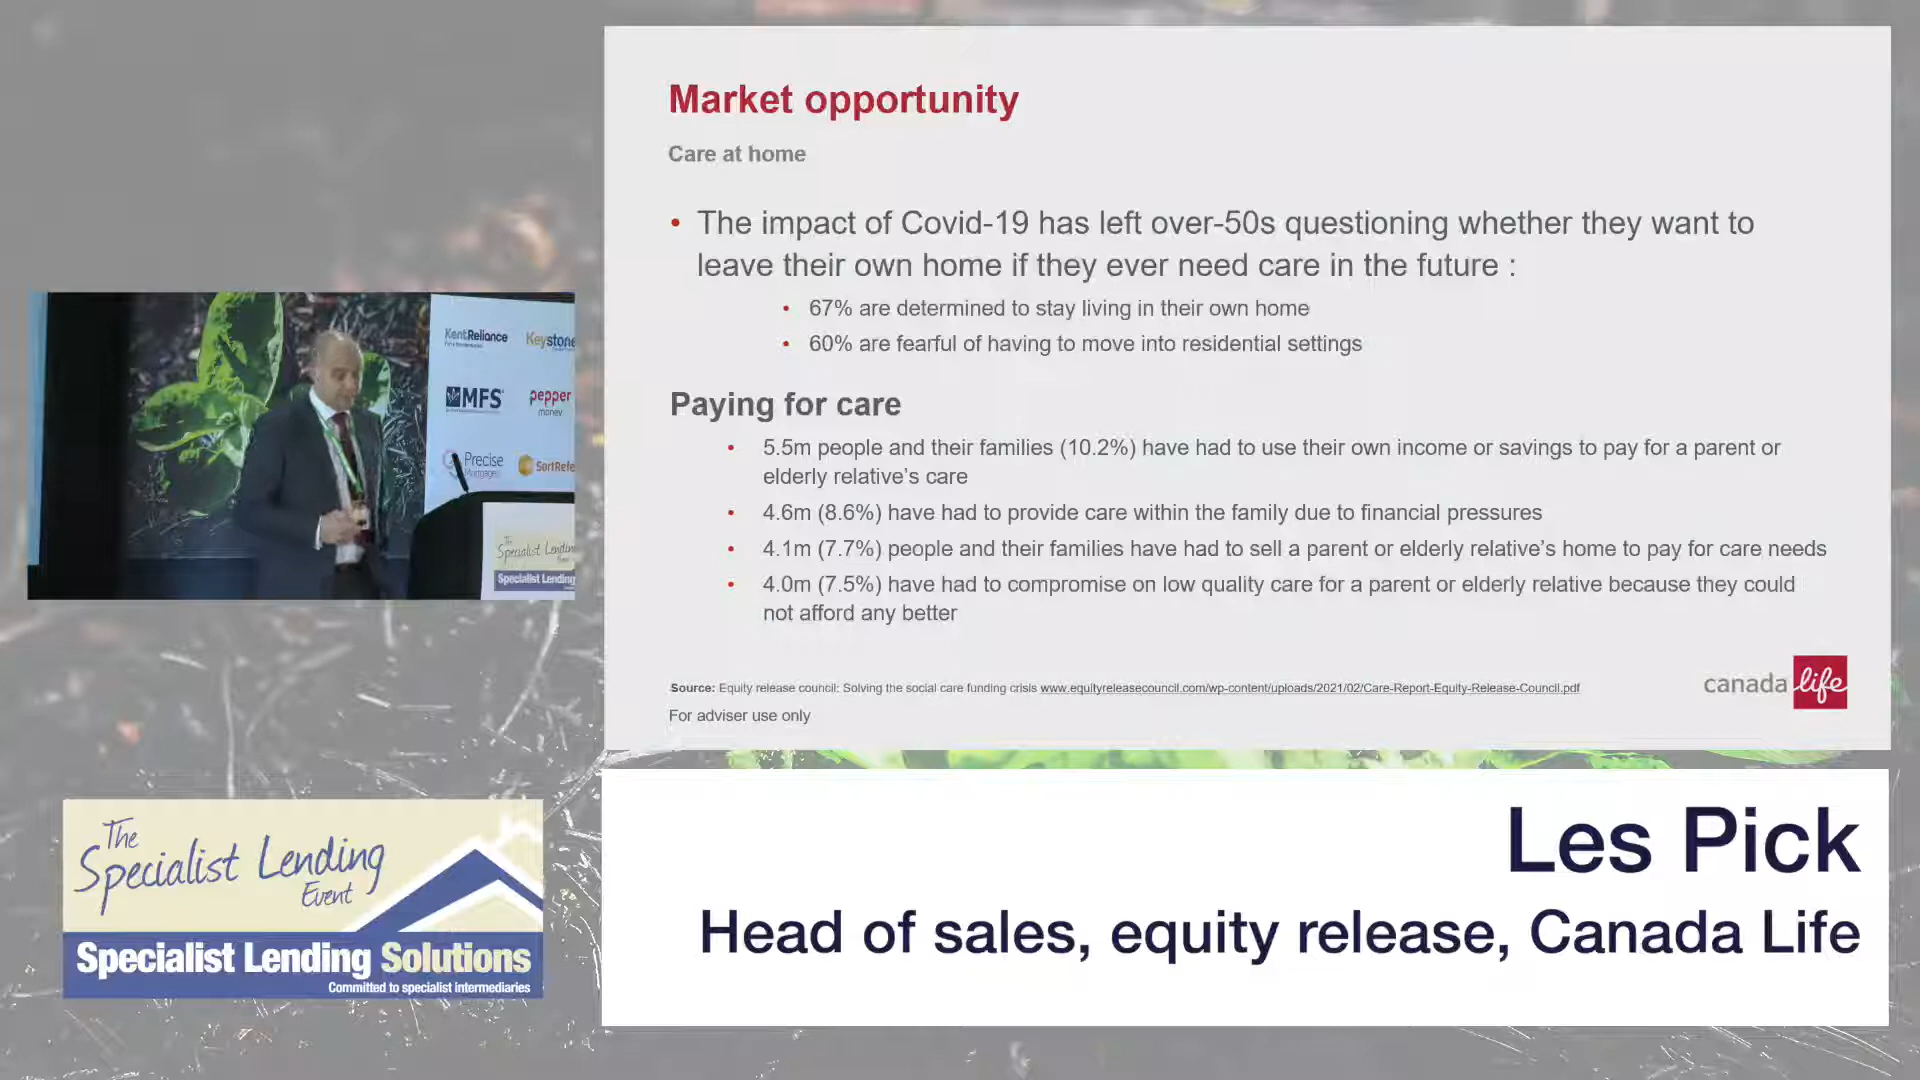 Market opportunity
Care at home
• The impact of Covid-19 has left over-50s questioning whether they want to
leave their own home if they ever need care in the future :
• 67% are determined to stay living in their own home
• 60% are fearful of having to move into residential settings
Paying for care
• 5.5m people and their families (10.2%) have had to use their own income or savings to pay for a parent or
elderly relative’s care
• 4.6m (8.6%) have had to provide care within the family due to financial pressures
• 4.1m (7.7%) people and their families have had to sell a parent or elderly relative’s home to pay for care needs
• 4.0m (7.5%) have had to compromise on low quality care for a parent or elderly relative because they could
not afford any better
Source: Equity release council: Solving the social care funding crisis www.equityreleasecouncil.com/wp-content/uploads/2021/02/Care-Report-Equity-Release-Council.pdf
For adviser use only
canada life
KentReliance
Keystone
MFS
pepper
money
Precise
Mortgages
The
Specialist Lending
Event
Specialist Lending
The
Specialist Lending
Event
Specialist Lending Solutions
Committed to specialist intermediaries
Les Pick
Head of sales, equity release, Canada Life